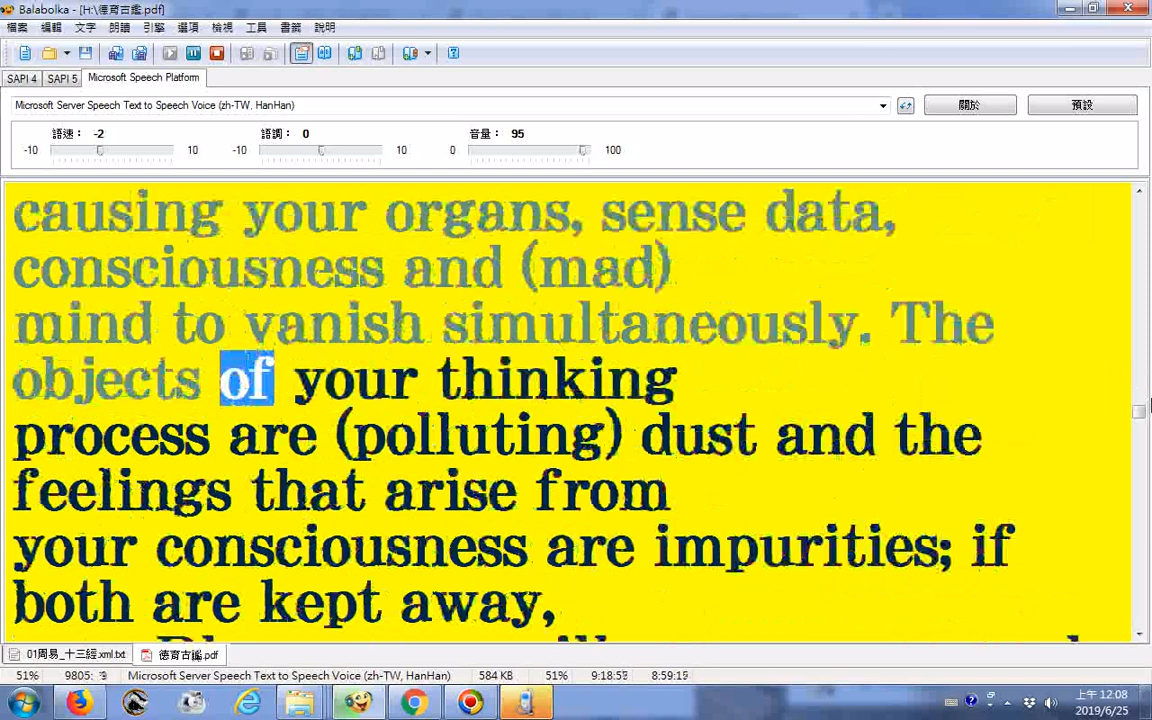 Balabolka - [H:\德育古鑑.pdf]
檔案 編輯 文字 朗讀 引擎 選項 檢視 工具 書籤 說明
SAPI 4 SAPI 5 Microsoft Speech Platform
Microsoft Server Speech Text to Speech Voice (zh-TW, HanHan) 關於 預設
語速： -2 語調： 0 音量： 95
-10 10 -10 10 0 100
causing your organs, sense data,
consciousness and (mad)
mind to vanish simultaneously. The
objects of your thinking
process are (polluting) dust and the
feelings that arise from
your consciousness are impurities; if
both are kept away,
01周易_十三經.xml.txt 德育古鑑.pdf
51% Microsoft Server Speech Text to Speech Voice (zh-TW, HanHan) 584 KB 51%
上午 12:08
2019/6/25